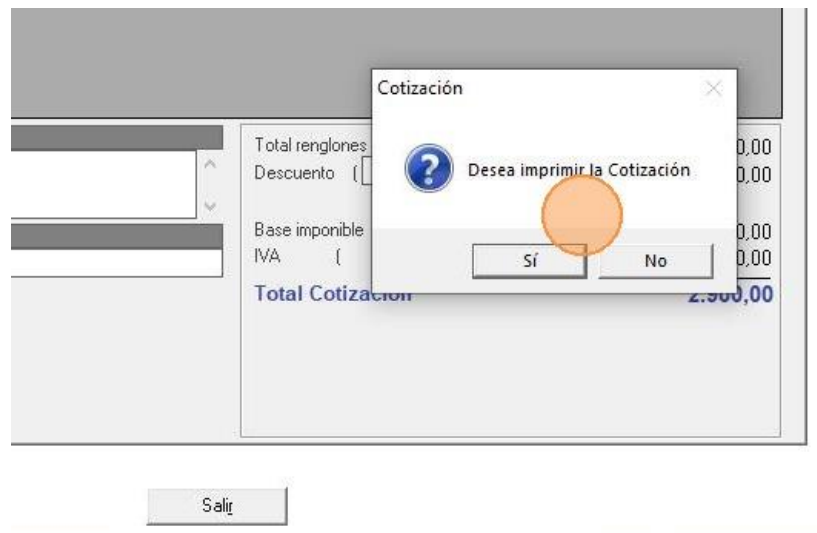 Cotización
Total renglones 0,00
Descuento ( 0,00
Desea imprimir la Cotización
Base imponible 0,00
IVA ( 0,00
Sí No
Total Cotización 2.900,00
Salir